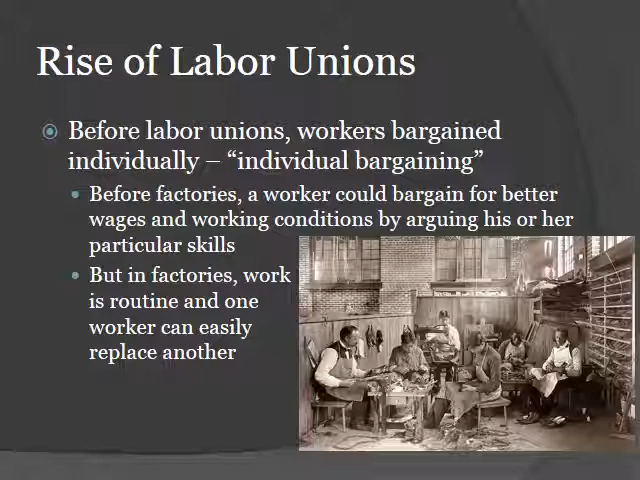 Rise of Labor Unions
Before labor unions, workers bargained
individually – “individual bargaining”
Before factories, a worker could bargain for better
wages and working conditions by arguing his or her
particular skills
But in factories, work
is routine and one
worker can easily
replace another